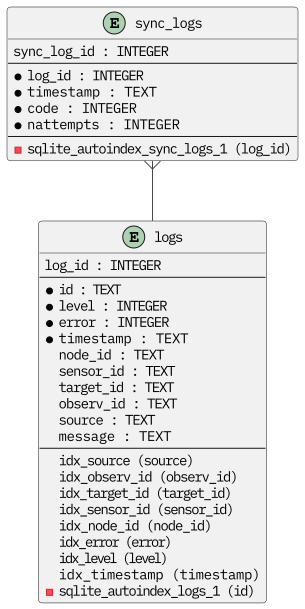 E sync_logs
sync_log_id : INTEGER
log_id : INTEGER
timestamp : TEXT
code : INTEGER
nattempts : INTEGER
sqlite_autoindex_sync_logs_1 (log_id)
E logs
log_id : INTEGER
id : TEXT
level : INTEGER
error : INTEGER
timestamp : TEXT
node_id : TEXT
sensor_id : TEXT
target_id : TEXT
observ_id : TEXT
source : TEXT
message : TEXT
idx_source (source)
idx_observ_id (observ_id)
idx_target_id (target_id)
idx_sensor_id (sensor_id)
idx_node_id (node_id)
idx_error (error)
idx_level (level)
idx_timestamp (timestamp)
sqlite_autoindex_logs_1 (id)